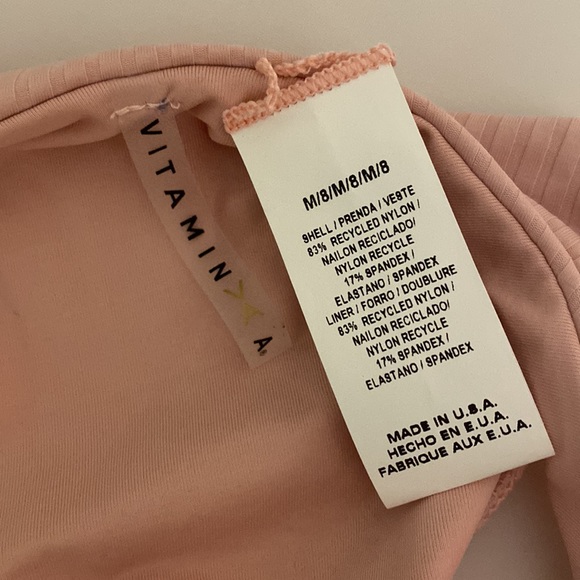 VITAMIN A.
M/8/M/8/M/8
SHELL / PRENDA / VESTE
83% RECYCLED NYLON /
NAILON RECICLADO/
NYLON RECYCLE
17% SPANDEX /
ELASTANO / SPANDEX
LINER / FORRO / DOUBLURE
83% RECYCLED NYLON /
NAILON RECICLADO/
NYLON RECYCLE
17% SPANDEX /
ELASTANO / SPANDEX
MADE IN U.S.A.
HECHO EN E.U.A.
FABRIQUE AUX E.U.A.